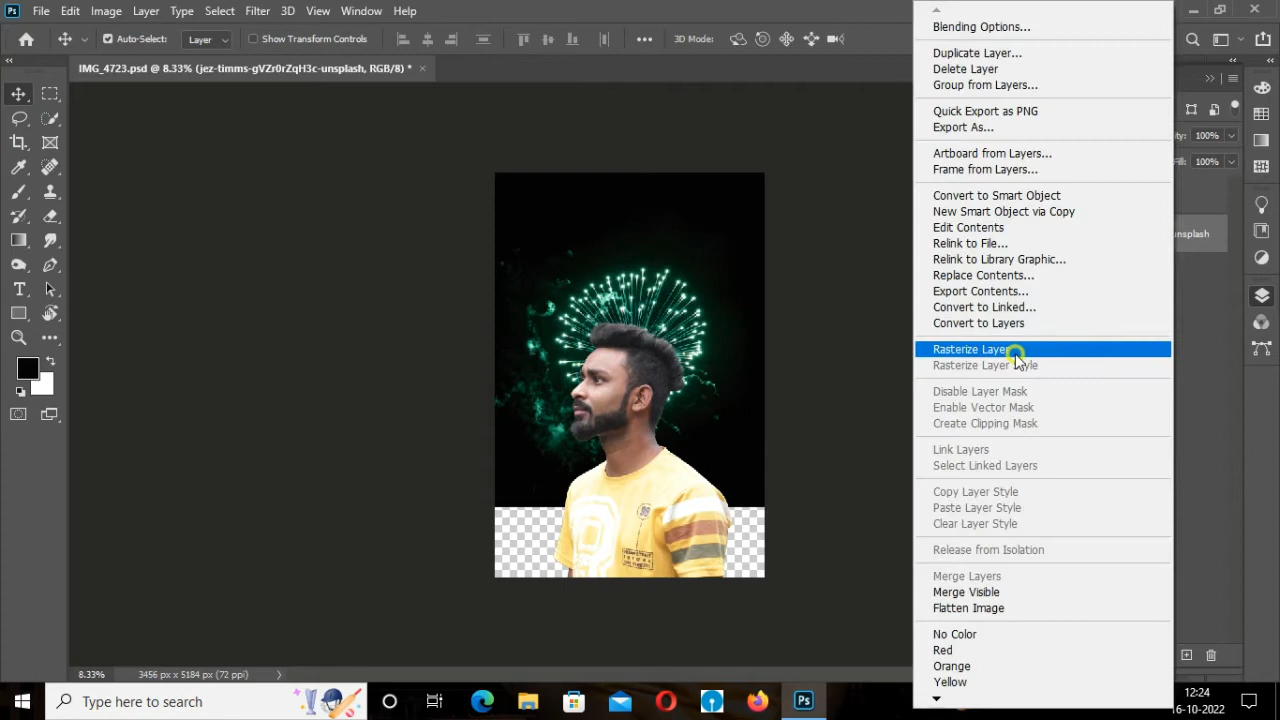 Ps File Edit Image Layer Type Select Filter 3D View Window Help
Auto-Select: Layer Show Transform Controls 3D Mode:
IMG_4723.psd @ 8.33% (jez-timms-gVZr0yZqH3c-unsplash, RGB/8) *
Blending Options...
Duplicate Layer...
Delete Layer
Group from Layers...
Quick Export as PNG
Export As...
Artboard from Layers...
Frame from Layers...
Convert to Smart Object
New Smart Object via Copy
Edit Contents
Relink to File...
Relink to Library Graphic...
Replace Contents...
Export Contents...
Convert to Linked...
Convert to Layers
Rasterize Layer
Rasterize Layer Style
Disable Layer Mask
Enable Vector Mask
Create Clipping Mask
Link Layers
Select Linked Layers
Copy Layer Style
Paste Layer Style
Clear Layer Style
Release from Isolation
Merge Layers
Merge Visible
Flatten Image
No Color
Red
Orange
Yellow
100%
100%
8.33% 3456 px x 5184 px (72 ppi)
Type here to search
Ps
12:24
6-10-2022